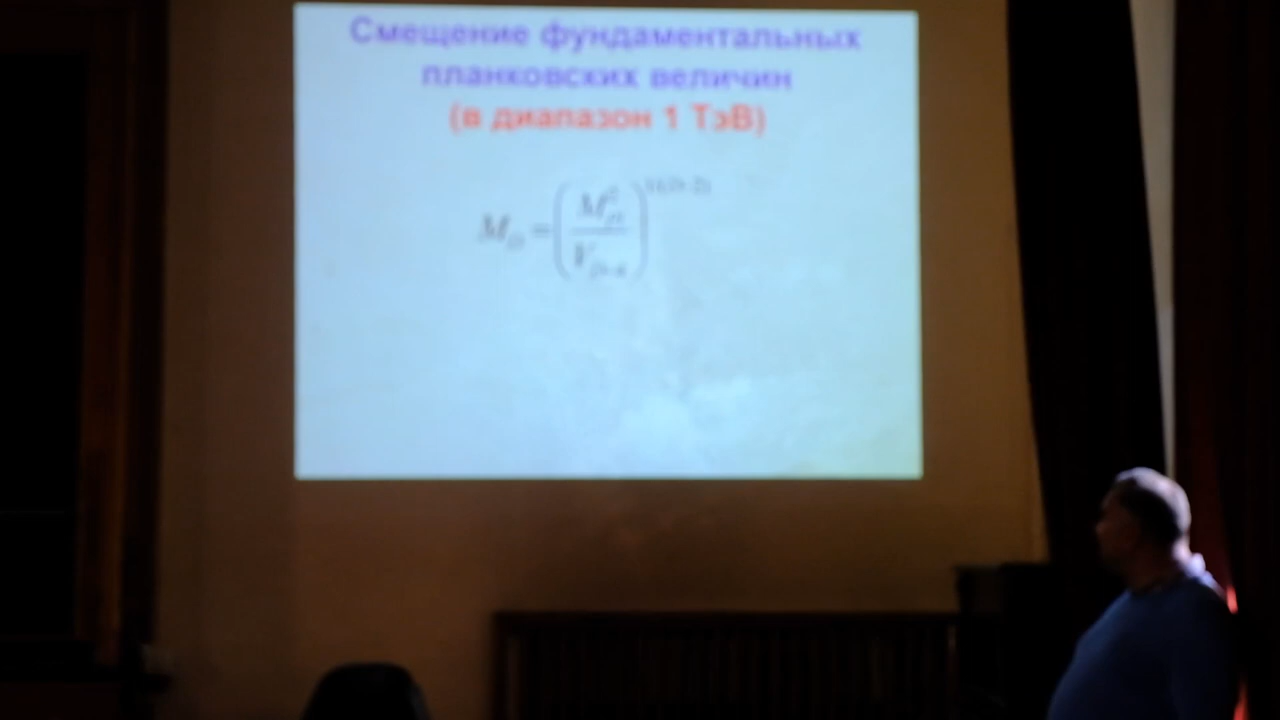 Смещение фундаментальных
планковских величин
(в диапазон 1 ТэВ)